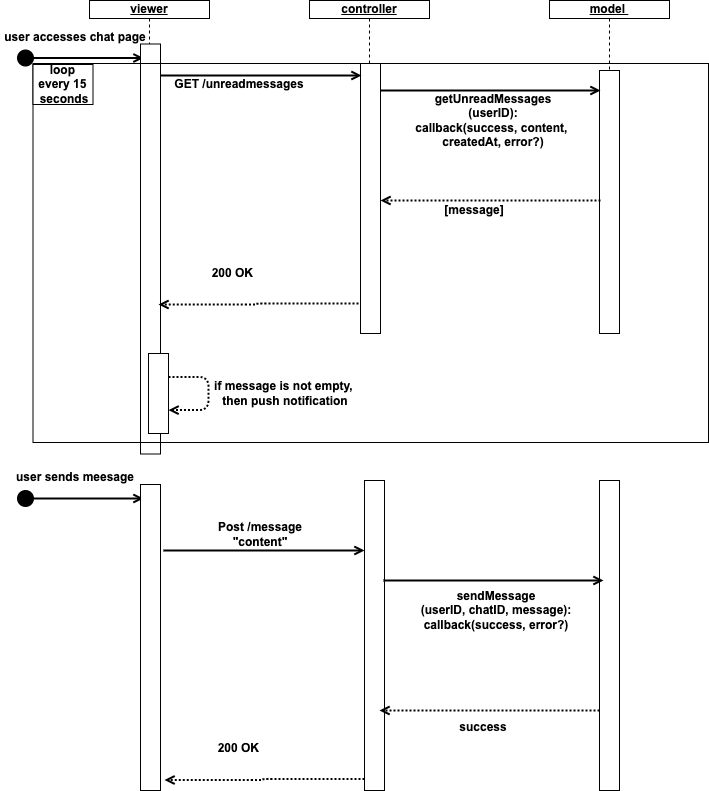 viewer
controller
model
user accesses chat page
loop
every 15
seconds
GET /unreadmessages
getUnreadMessages
(userID):
callback(success, content,
createdAt, error?)
[message]
200 OK
if message is not empty,
then push notification
user sends meesage
Post /message
"content"
sendMessage
(userID, chatID, message):
callback(success, error?)
success
200 OK